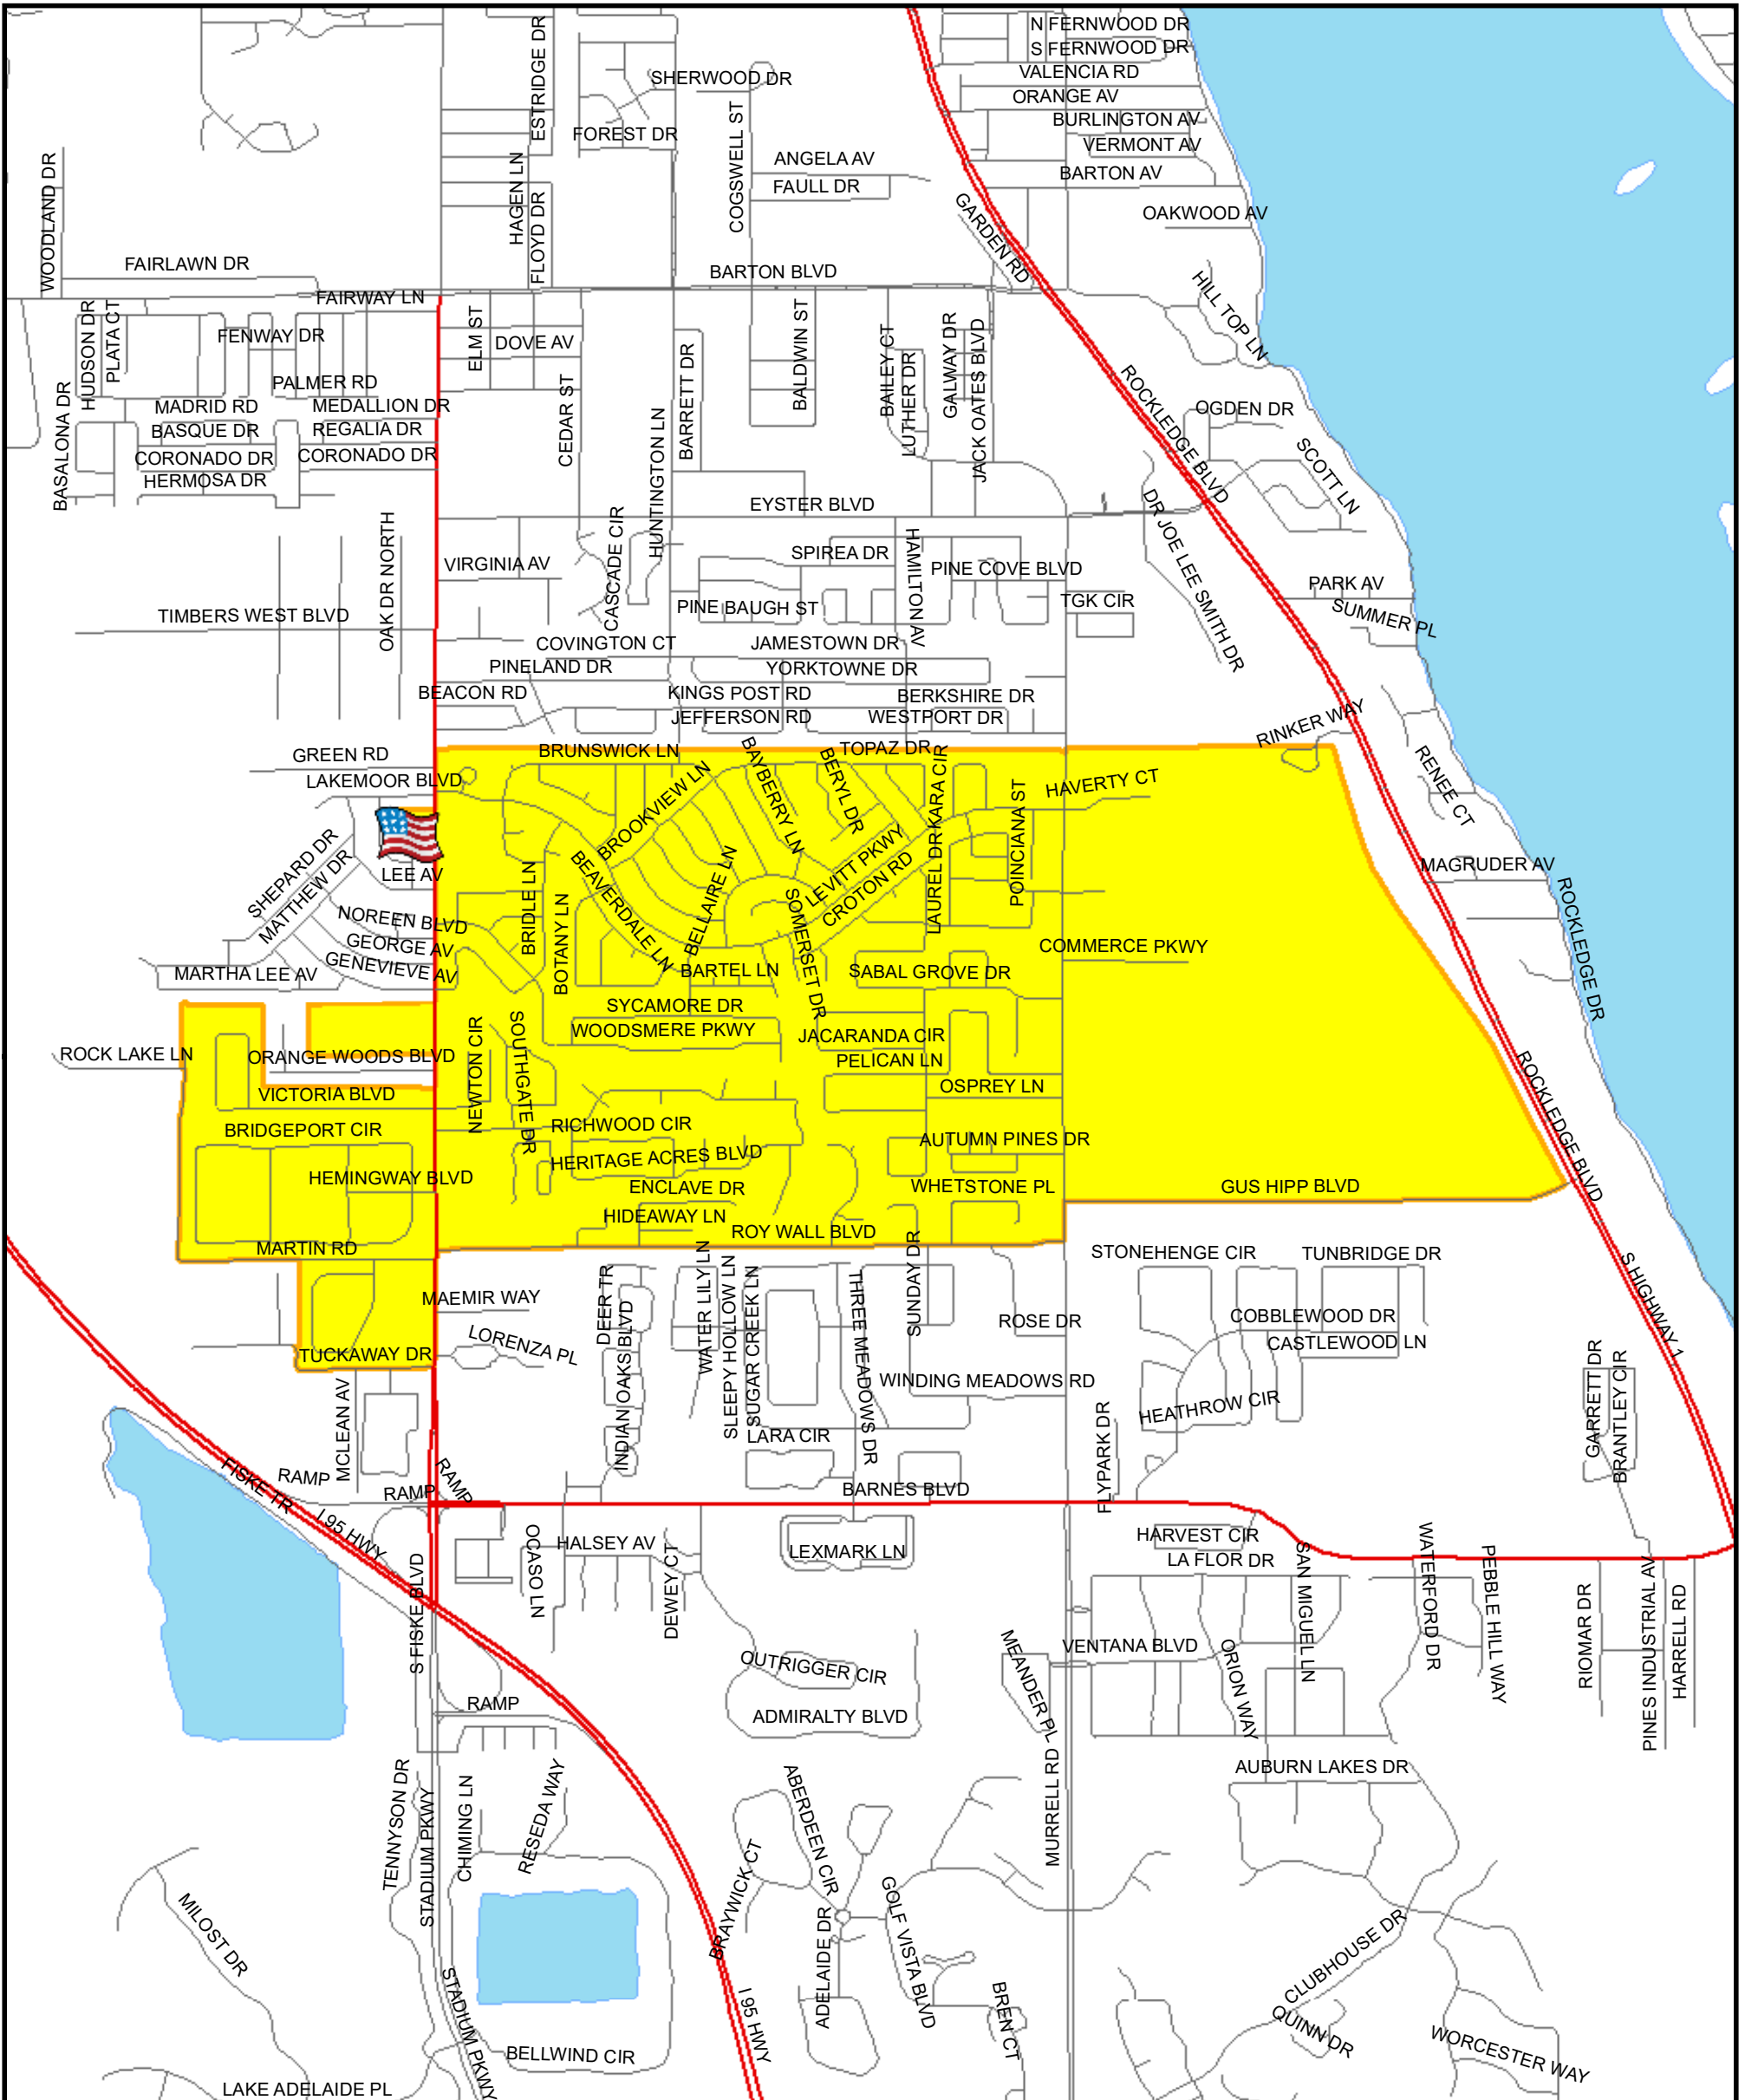 N FERNWOOD DR
S FERNWOOD DR
VALENCIA RD
ORANGE AV
BURLINGTON AV
VERMONT AV
BARTON AV
OAKWOOD AV
ESTRIDGE DR
SHERWOOD DR
FOREST DR
COGSWELL ST
ANGELA AV
FAULL DR
WOODLAND DR
HAGEN LN
FLOYD DR
GARDEN RD
FAIRLAWN DR
BARTON BLVD
FAIRWAY LN
HILL TOP LN
HUDSON DR
PLATA CT
FENWAY DR
ELM ST
DOVE AV
BALDWIN ST
BAILEY CT
LUTHER DR
GALWAY DR
JACK OATES BLVD
BARRETT DR
PALMER RD
BASALONA DR
MADRID RD
MEDALLION DR
BASQUE DR
REGALIA DR
CORONADO DR
CORONADO DR
HERMOSA DR
CEDAR ST
HUNTINGTON LN
ROCKLEDGE BLVD
OGDEN DR
SCOTT LN
EYSTER BLVD
OAK DR NORTH
VIRGINIA AV
CASCADE CIR
SPIREA DR
HAMILTON AV
PINE COVE BLVD
DR JOE LEE SMITH DR
PARK AV
SUMMER PL
TIMBERS WEST BLVD
PINE BAUGH ST
TGK CIR
COVINGTON CT
JAMESTOWN DR
PINELAND DR
YORKTOWNE DR
BEACON RD
KINGS POST RD
BERKSHIRE DR
JEFFERSON RD
WESTPORT DR
RINKER WAY
RENEE CT
GREEN RD
LAKEMOOR BLVD
BRUNSWICK LN
TOPAZ DR
BROOKVIEW LN
BAYBERRY LN
BERYL DR
KARA CIR
LAUREL DR
HAVERTY CT
POINCIANA ST
SHEPARD DR
MATTHEW DR
LEE AV
LEVITT PKWY
CROTON RD
MAGRUDER AV
ROCKLEDGE DR
BRIDLE LN
BOTANY LN
BEAVERDALE LN
BELLAIRE LN
SOMERSET DR
NOREEN BLVD
GEORGE AV
GENEVIEVE AV
MARTHA LEE AV
BARTEL LN
SABAL GROVE DR
COMMERCE PKWY
SYCAMORE DR
WOODSMERE PKWY
JACARANDA CIR
ROCK LAKE LN
ORANGE WOODS BLVD
PELICAN LN
OSPREY LN
VICTORIA BLVD
NEWTON CIR
SOUTHGATE DR
BRIDGEPORT CIR
RICHWOOD CIR
AUTUMN PINES DR
HERITAGE ACRES BLVD
HEMINGWAY BLVD
ENCLAVE DR
WHETSTONE PL
GUS HIPP BLVD
ROCKLEDGE BLVD
HIDEAWAY LN
ROY WALL BLVD
MARTIN RD
STONEHENGE CIR
TUNBRIDGE DR
S HIGHWAY 1
MAEMIR WAY
DEER TR
INDIAN OAKS BLVD
WATER LILY LN
SLEEPY HOLLOW LN
SUGAR CREEK LN
THREE MEADOWS DR
SUNDAY DR
ROSE DR
COBBLEWOOD DR
CASTLEWOOD LN
LORENZA PL
TUCKAWAY DR
WINDING MEADOWS RD
HEATHROW CIR
GARRETT DR
BRANTLEY CIR
MCLEAN AV
LARA CIR
FLYPARK DR
FISKE TR
RAMP
RAMP
RAMP
BARNES BLVD
I 95 HWY
S FISKE BLVD
OCASO LN
HALSEY AV
DEWEY CT
LEXMARK LN
HARVEST CIR
LA FLOR DR
SAN MIGUEL LN
WATERFORD DR
PEBBLE HILL WAY
RIOMAR DR
PINES INDUSTRIAL AV
HARRELL RD
MEANDER PL
VENTANA BLVD
ORION WAY
OUTRIGGER CIR
RAMP
ADMIRALTY BLVD
MURRELL RD
AUBURN LAKES DR
TENNYSON DR
STADIUM PKWY
CHIMING LN
RESEDA WAY
ABERDEEN CIR
BRAYWICK CT
ADELAIDE DR
GOLF VISTA BLVD
MILOST DR
CLUBHOUSE DR
STADIUM PKWY
I 95 HWY
BREN CT
QUINN DR
WORCESTER WAY
BELLWIND CIR
LAKE ADELAIDE PL